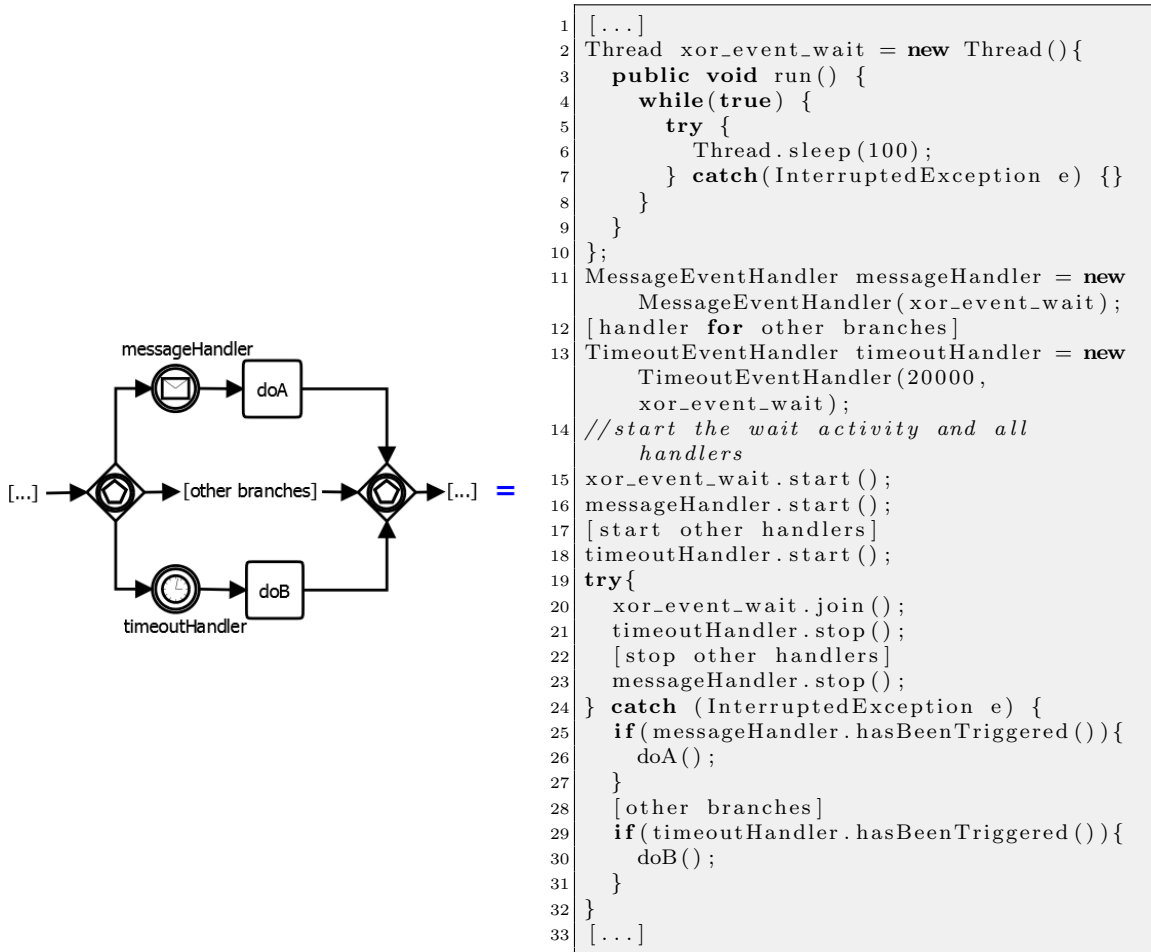 messageHandler
doA
[...]
[other branches]
[...]
=
doB
timeoutHandler
1 [...]
2 Thread xor_event_wait = new Thread(){
3 public void run() {
4 while(true) {
5 try {
6 Thread.sleep(100);
7 } catch(InterruptedException e) {}
8 }
9 }
10 };
11 MessageEventHandler messageHandler = new
MessageEventHandler(xor_event_wait);
12 [handler for other branches]
13 TimeoutEventHandler timeoutHandler = new
TimeoutEventHandler(20000,
xor_event_wait);
14 //start the wait activity and all
handlers
15 xor_event_wait.start();
16 messageHandler.start();
17 [start other handlers]
18 timeoutHandler.start();
19 try{
20 xor_event_wait.join();
21 timeoutHandler.stop();
22 [stop other handlers]
23 messageHandler.stop();
24 } catch (InterruptedException e) {
25 if(messageHandler.hasBeenTriggered()){
26 doA();
27 }
28 [other branches]
29 if(timeoutHandler.hasBeenTriggered()){
30 doB();
31 }
32 }
33 [...]